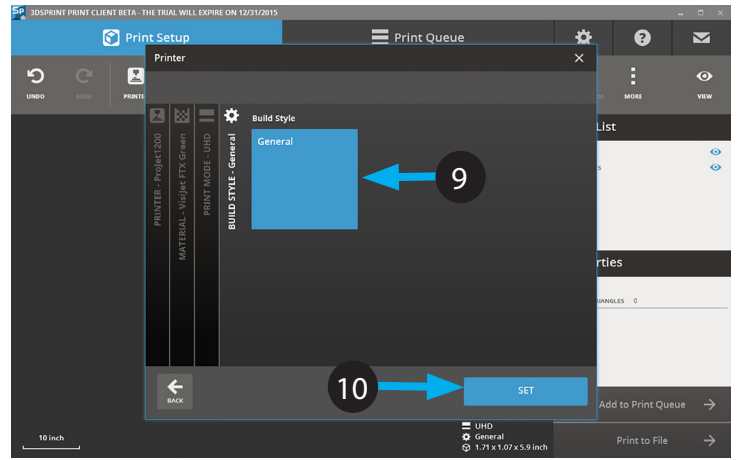 3DSPRINT PRINT CLIENT BETA - THE TRIAL WILL EXPIRE ON 12/31/2015
Print Setup
Print Queue
UNDO
REDO
PRINTE
MORE
VIEW
Printer
PRINTER - ProJet1200
MATERIAL - VisiJet FTX Green
PRINT MODE - UHD
BUILD STYLE - General
Build Style
General
9
List
s
rties
IANGLES 0
10
SET
BACK
Add to Print Queue
Print to File
10 inch
UHD
General
1.71 x 1.07 x 5.9 inch